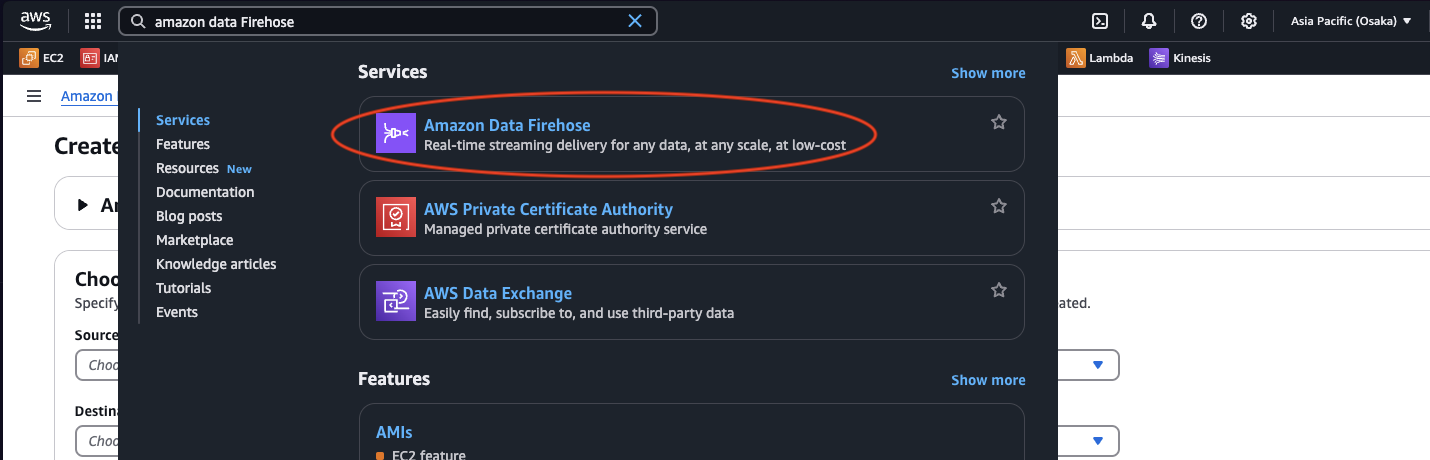 aws
amazon data Firehose
Asia Pacific (Osaka)
EC2
IAM
Lambda
Kinesis
Amazon
Services
Show more
Services
Features
Resources New
Documentation
Blog posts
Marketplace
Knowledge articles
Tutorials
Events
Amazon Data Firehose
Real-time streaming delivery for any data, at any scale, at low-cost
AWS Private Certificate Authority
Managed private certificate authority service
AWS Data Exchange
Easily find, subscribe to, and use third-party data
Features
Show more
AMIs
EC2 feature
Create
Choo
Specify
ated.
Source
Choo
Destina
Choo